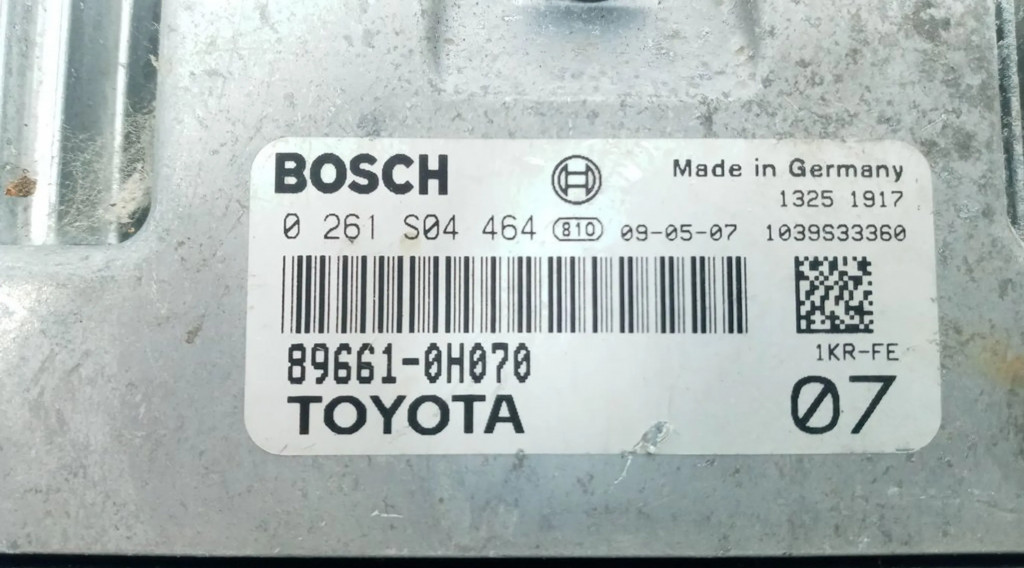 BOSCH Made in Germany
1325 1917
0 261 S04 464 810 09-05-07 1039S33360
89661-0H070 1KR-FE
TOYOTA 07